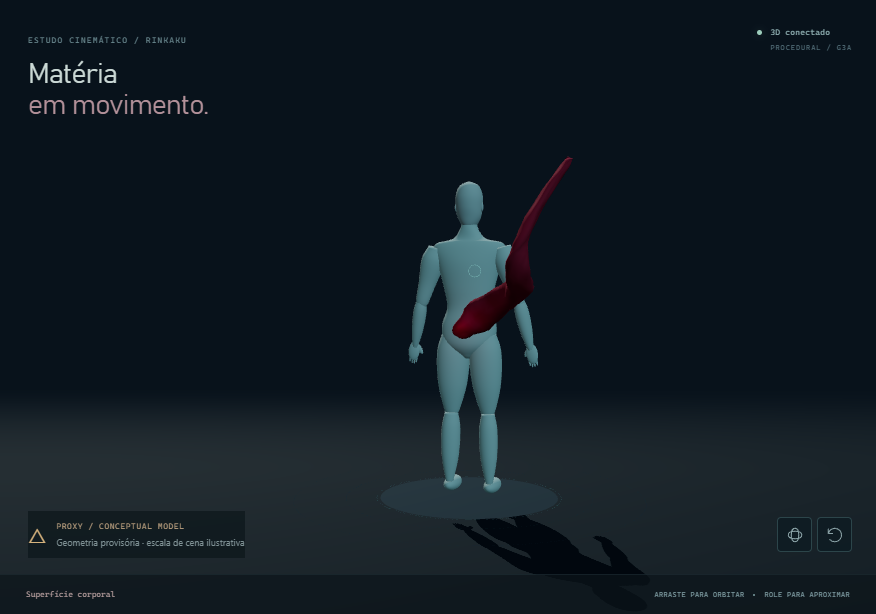 ESTUDO CINEMÁTICO / RINKAKU
Matéria
em movimento.
3D conectado
PROCEDURAL / G3A
PROXY / CONCEPTUAL MODEL
Geometria provisória · escala de cena ilustrativa
Superfície corporal
ARRASTE PARA ORBITAR • ROLE PARA APROXIMAR